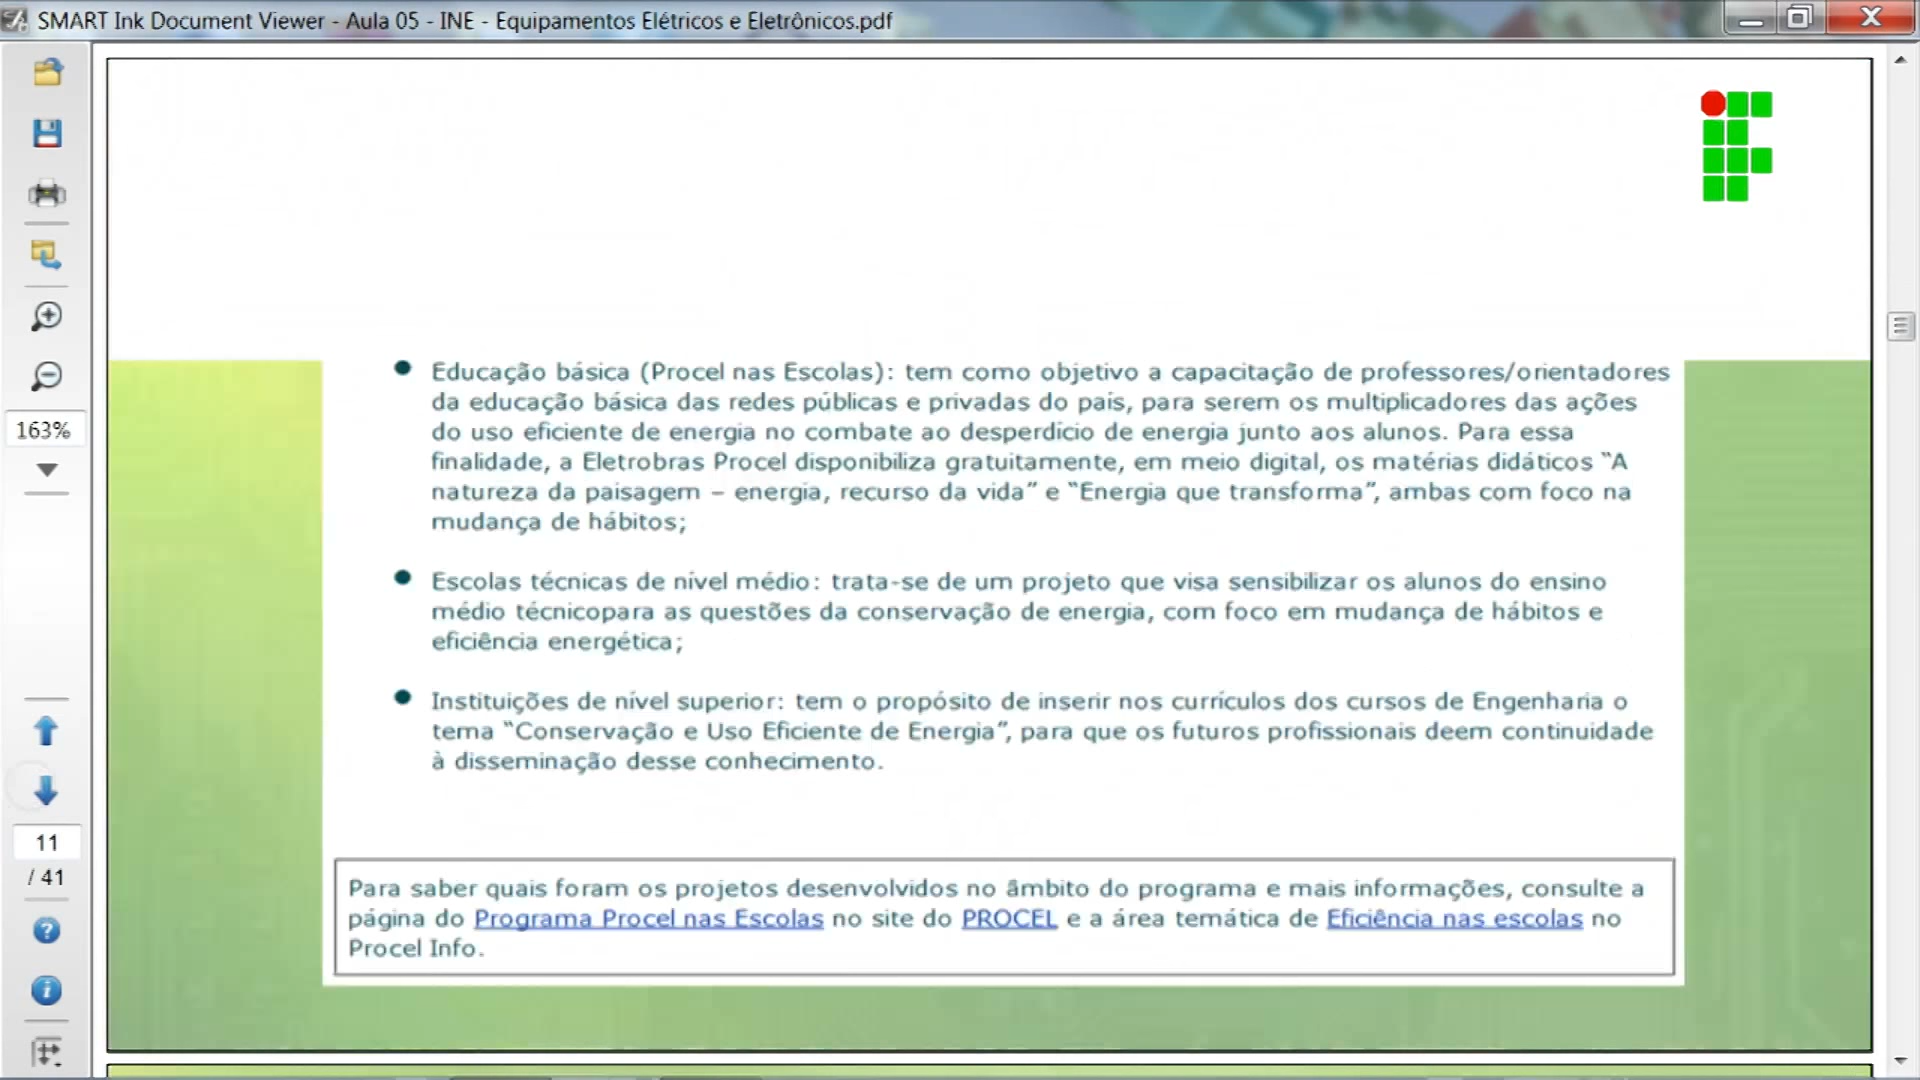 SMART Ink Document Viewer - Aula 05 - INE - Equipamentos Elétricos e Eletrônicos.pdf
163%
11
/ 41
Educação básica (Procel nas Escolas): tem como objetivo a capacitação de professores/orientadores
da educação básica das redes públicas e privadas do país, para serem os multiplicadores das ações
do uso eficiente de energia no combate ao desperdício de energia junto aos alunos. Para essa
finalidade, a Eletrobras Procel disponibiliza gratuitamente, em meio digital, os matérias didáticos “A
natureza da paisagem – energia, recurso da vida” e “Energia que transforma”, ambas com foco na
mudança de hábitos;
Escolas técnicas de nível médio: trata-se de um projeto que visa sensibilizar os alunos do ensino
médio técnicopara as questões da conservação de energia, com foco em mudança de hábitos e
eficiência energética;
Instituições de nível superior: tem o propósito de inserir nos currículos dos cursos de Engenharia o
tema “Conservação e Uso Eficiente de Energia”, para que os futuros profissionais deem continuidade
à disseminação desse conhecimento.
Para saber quais foram os projetos desenvolvidos no âmbito do programa e mais informações, consulte a
página do Programa Procel nas Escolas no site do PROCEL e a área temática de Eficiência nas escolas no
Procel Info.